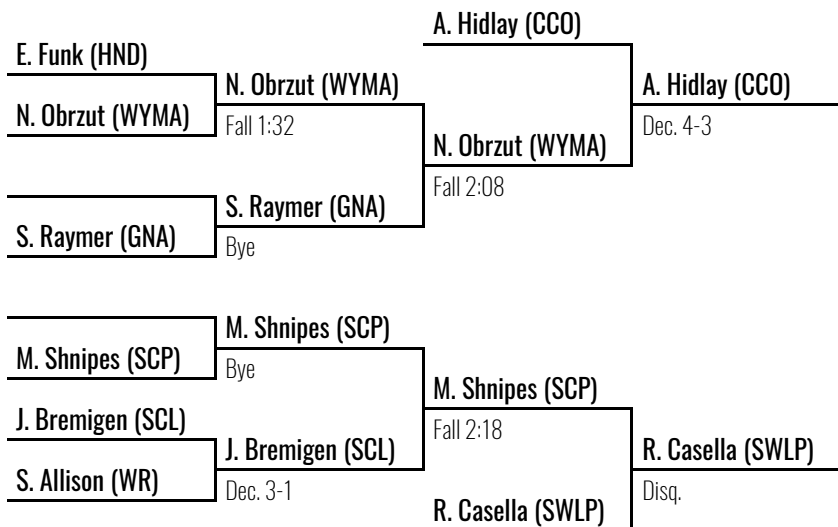 A. Hidlay (CCO)
E. Funk (HND)
N. Obrzut (WYMA)
A. Hidlay (CCO)
N. Obrzut (WYMA)
Fall 1:32
Dec. 4-3
N. Obrzut (WYMA)
Fall 2:08
S. Raymer (GNA)
S. Raymer (GNA)
Bye
M. Shnipes (SCP)
M. Shnipes (SCP)
Bye
M. Shnipes (SCP)
J. Bremigen (SCL)
Fall 2:18
J. Bremigen (SCL)
R. Casella (SWLP)
S. Allison (WR)
Dec. 3-1
Disq.
R. Casella (SWLP)